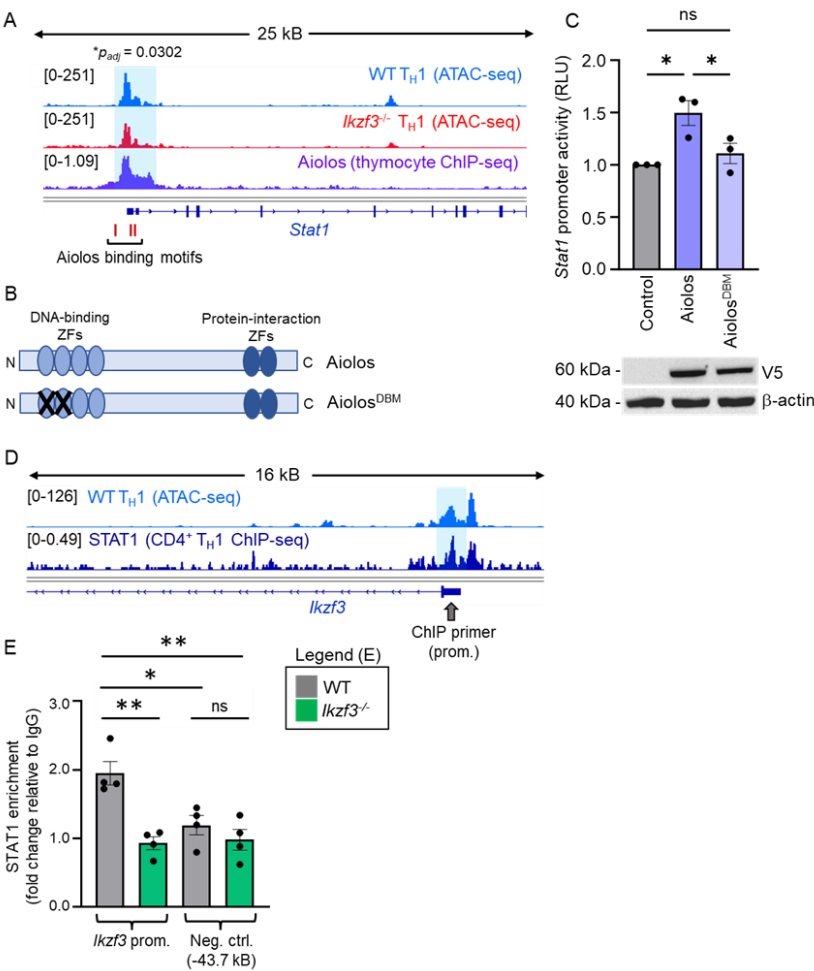 A
25 kB
*p_adj = 0.0302
[0-251]
WT T_H1 (ATAC-seq)
[0-251]
Ikzf3^-/- T_H1 (ATAC-seq)
[0-1.09]
Aiolos (thymocyte ChIP-seq)
Stat1
Aiolos binding motifs
B
DNA-binding
ZFs
Protein-interaction
ZFs
N
C
Aiolos
N
C
Aiolos^DBM
C
ns
*
*
Stat1 promoter activity (RLU)
2.0
1.5
1.0
0.5
0.0
Control
Aiolos
Aiolos^DBM
60 kDa -
V5
40 kDa -
β-actin
D
16 kB
[0-126] WT T_H1 (ATAC-seq)
[0-0.49] STAT1 (CD4^+ T_H1 ChIP-seq)
Ikzf3
ChIP primer
(prom.)
E
**
*
**
ns
Legend (E)
WT
Ikzf3^-/-
STAT1 enrichment
(fold change relative to IgG)
3.0
2.0
1.0
0.0
Ikzf3 prom.
Neg. ctrl.
(-43.7 kB)